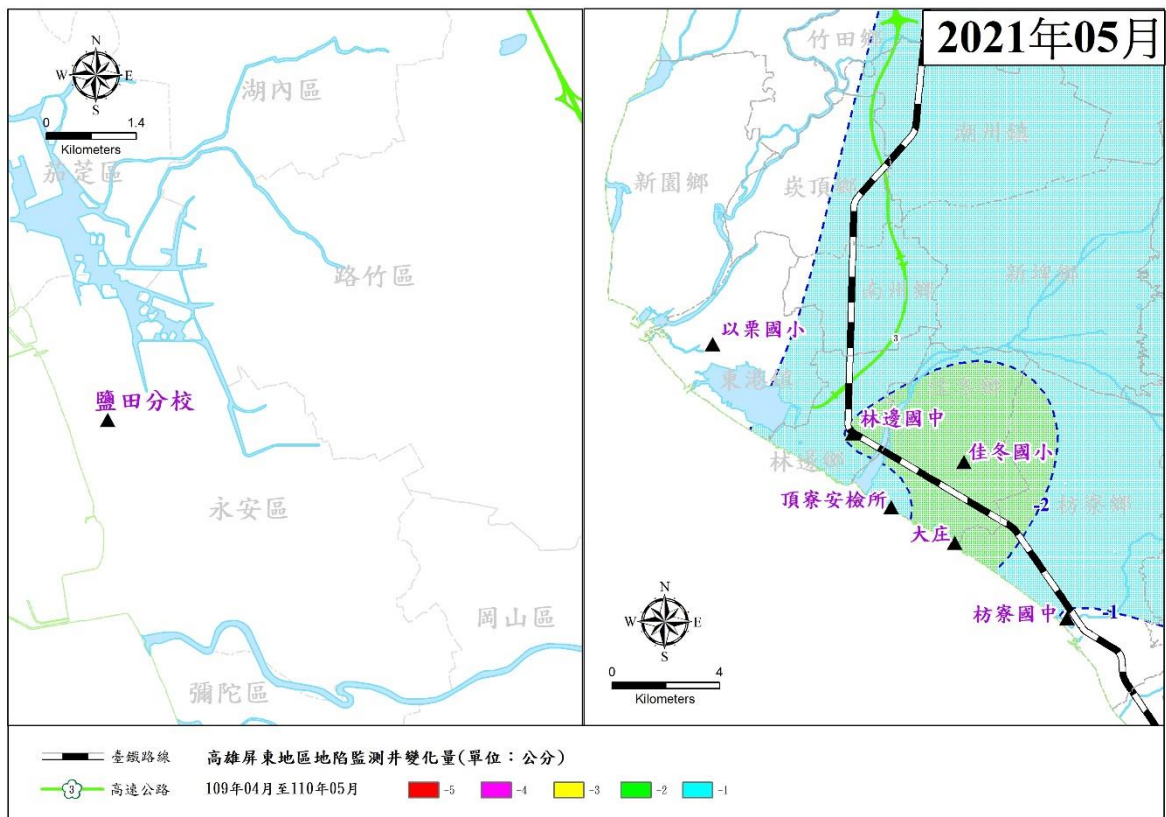 2021年05月
N
W
E
S
0
1.4
Kilometers
湖內區
茄萣區
路竹區
鹽田分校
永安區
岡山區
彌陀區
竹田鄉
潮州鎮
新園鄉
崁頂鄉
新埤鄉
南州鄉
3
以栗國小
東港鎮
佳冬鄉
林邊國中
佳冬國小
林邊鄉
頂寮安檢所
-2
枋寮鄉
大庄
枋寮國中
-1
N
W
E
S
0
4
Kilometers
臺鐵路線
高雄屏東地區地陷監測井變化量(單位：公分)
3
高速公路
109年04月至110年05月
-5
-4
-3
-2
-1